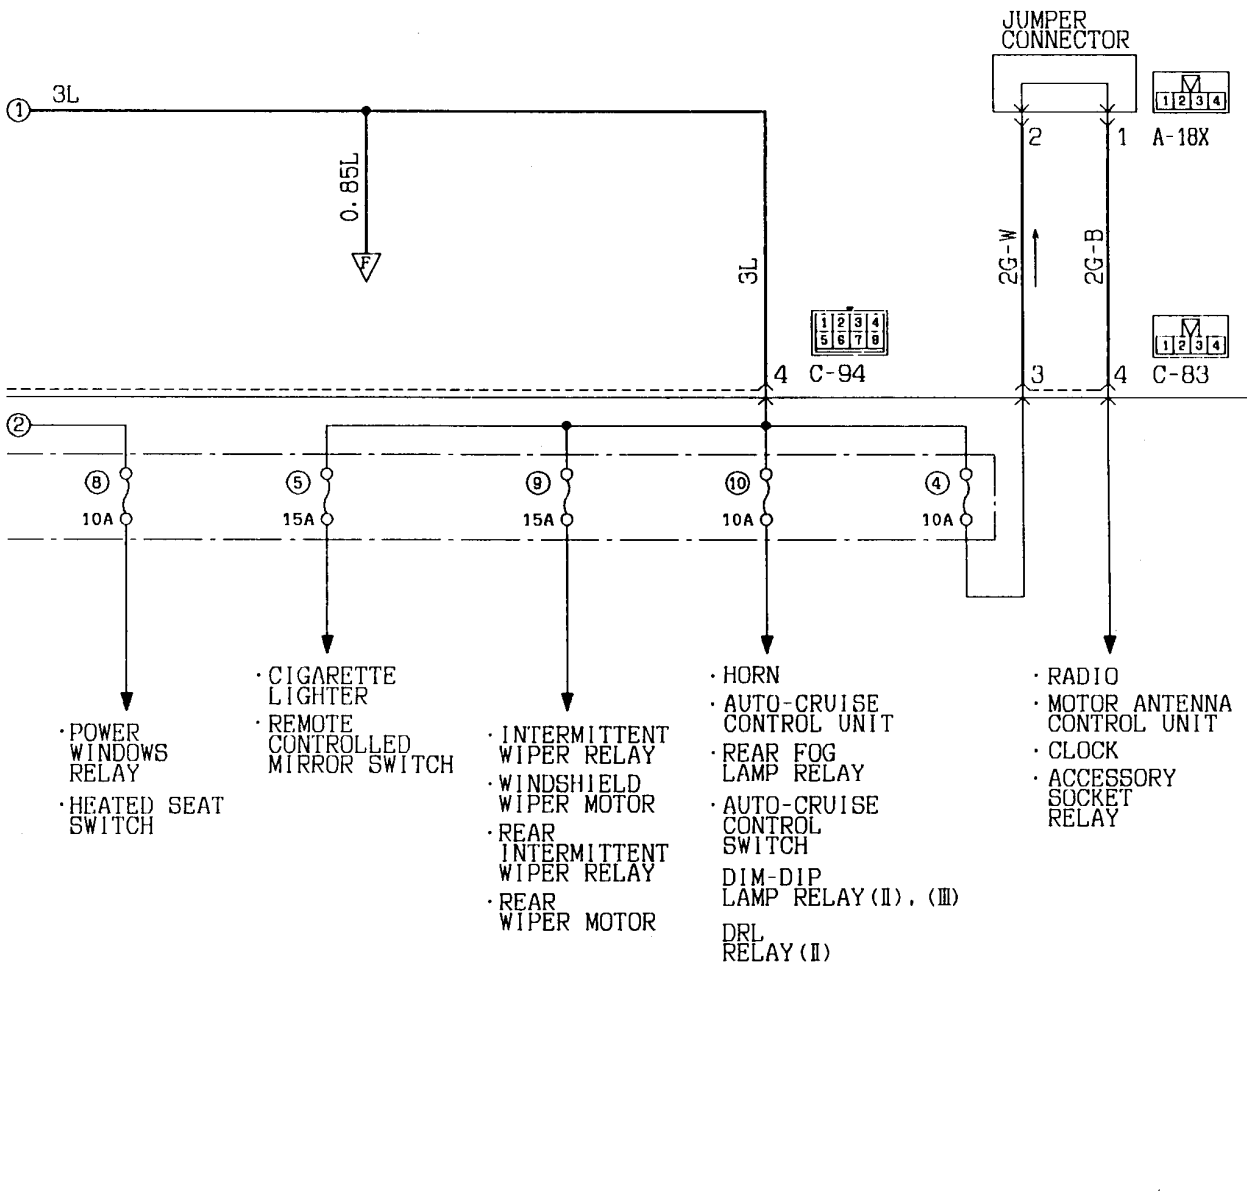 JUMPER
CONNECTOR
1 3L
1 2 3 4
2 1 A-18X
0.85L
F
3L
2G-W
2G-B
1 2 3 4
5 6 7 8
1 2 3 4
4 C-94 3 4 C-83
2
8 5 9 10 4
10A 15A 15A 10A 10A
· POWER
WINDOWS
RELAY
· HEATED SEAT
SWITCH
· CIGARETTE
LIGHTER
· REMOTE
CONTROLLED
MIRROR SWITCH
· INTERMITTENT
WIPER RELAY
· WINDSHIELD
WIPER MOTOR
· REAR
INTERMITTENT
WIPER RELAY
· REAR
WIPER MOTOR
· HORN
· AUTO-CRUISE
CONTROL UNIT
· REAR FOG
LAMP RELAY
· AUTO-CRUISE
CONTROL
SWITCH
DIM-DIP
LAMP RELAY(II), (III)
DRL
RELAY(II)
· RADIO
· MOTOR ANTENNA
CONTROL UNIT
· CLOCK
· ACCESSORY
SOCKET
RELAY